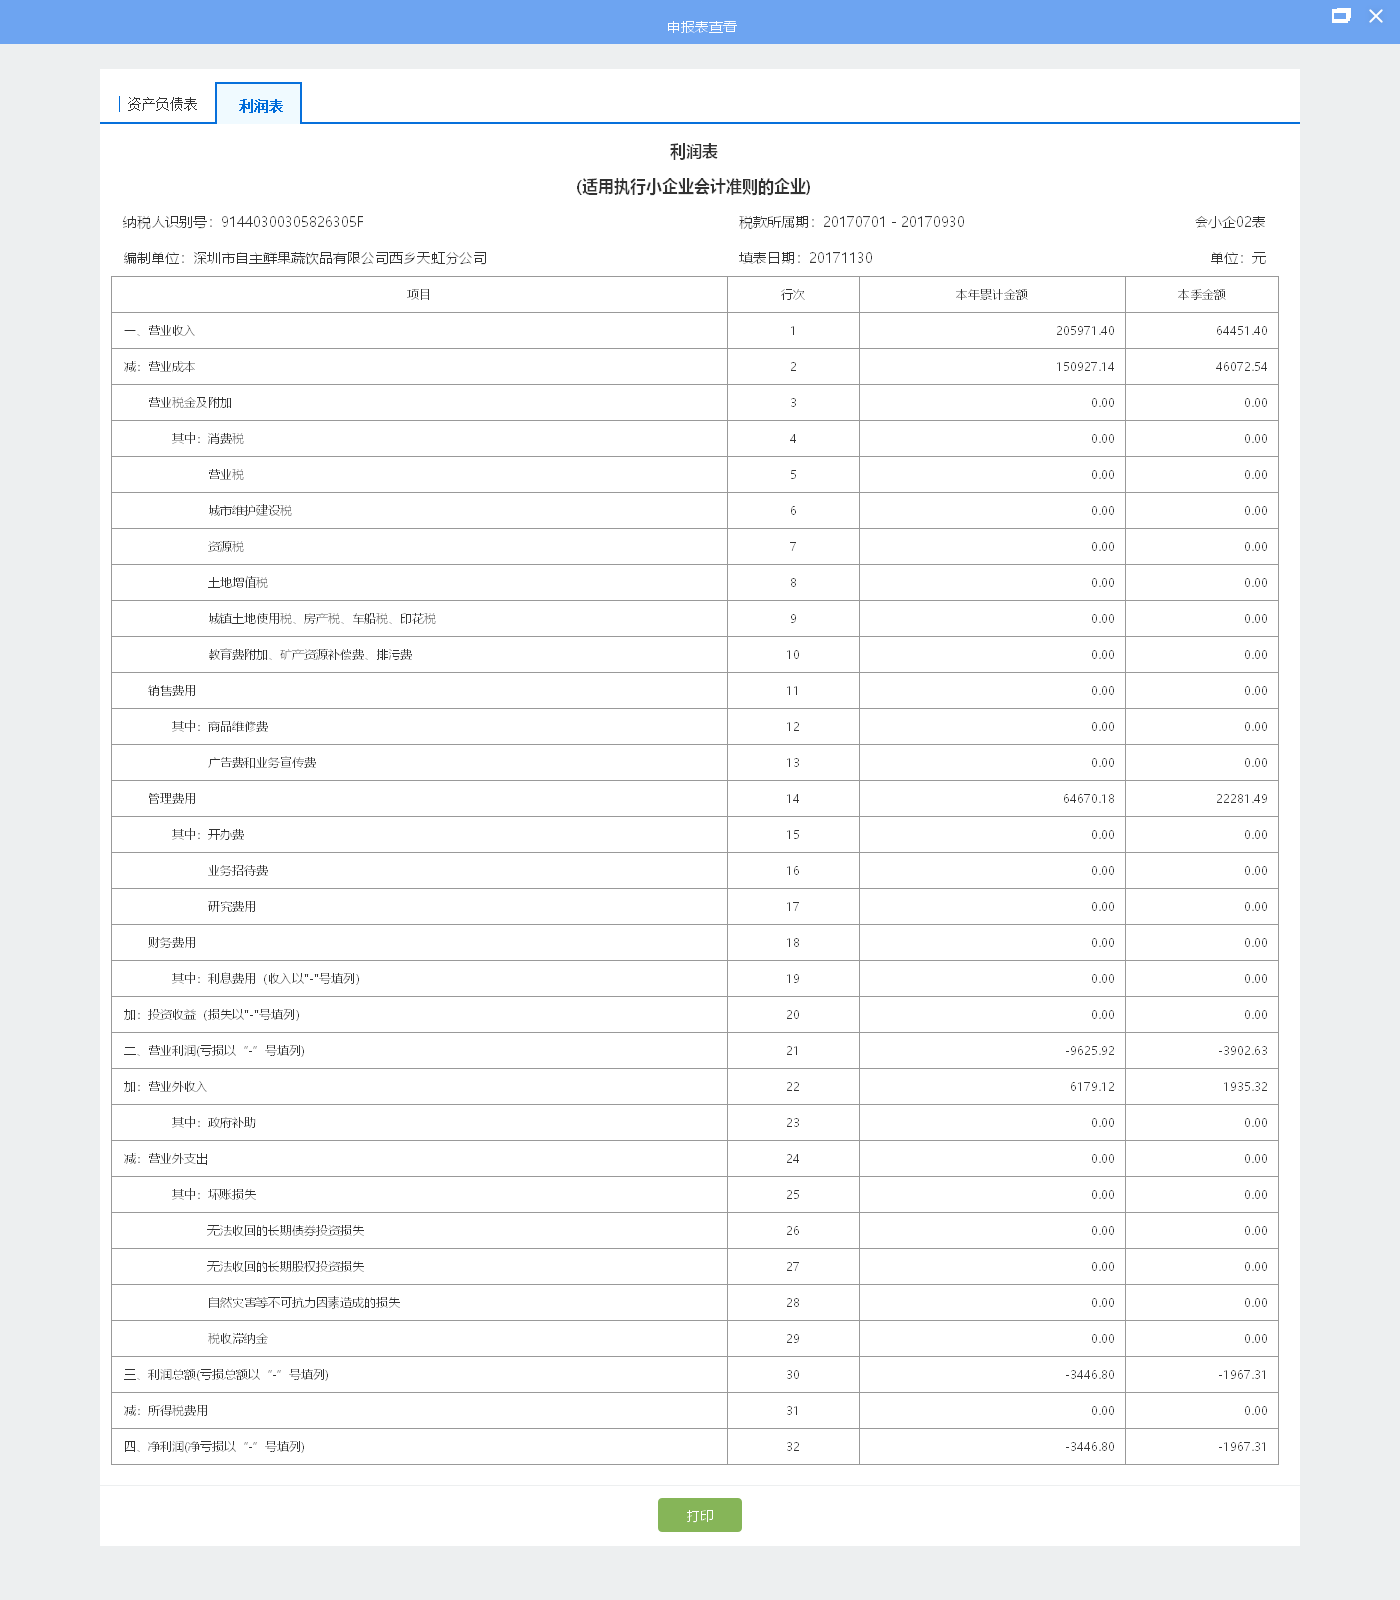 申报表查看
资产负债表 利润表
利润表
(适用执行小企业会计准则的企业)
纳税人识别号：91440300305826305F 税款所属期：20170701 - 20170930 会小企02表
编制单位：深圳市自主鲜果蔬饮品有限公司西乡天虹分公司 填表日期：20171130 单位：元
项目 行次 本年累计金额 本季金额
一、营业收入 1 205971.40 64451.40
减：营业成本 2 150927.14 46072.54
营业税金及附加 3 0.00 0.00
其中：消费税 4 0.00 0.00
营业税 5 0.00 0.00
城市维护建设税 6 0.00 0.00
资源税 7 0.00 0.00
土地增值税 8 0.00 0.00
城镇土地使用税、房产税、车船税、印花税 9 0.00 0.00
教育费附加、矿产资源补偿费、排污费 10 0.00 0.00
销售费用 11 0.00 0.00
其中：商品维修费 12 0.00 0.00
广告费和业务宣传费 13 0.00 0.00
管理费用 14 64670.18 22281.49
其中：开办费 15 0.00 0.00
业务招待费 16 0.00 0.00
研究费用 17 0.00 0.00
财务费用 18 0.00 0.00
其中：利息费用（收入以"-"号填列） 19 0.00 0.00
加：投资收益（损失以"-"号填列） 20 0.00 0.00
二、营业利润(亏损以“-”号填列) 21 -9625.92 -3902.63
加：营业外收入 22 6179.12 1935.32
其中：政府补助 23 0.00 0.00
减：营业外支出 24 0.00 0.00
其中：坏账损失 25 0.00 0.00
无法收回的长期债券投资损失 26 0.00 0.00
无法收回的长期股权投资损失 27 0.00 0.00
自然灾害等不可抗力因素造成的损失 28 0.00 0.00
税收滞纳金 29 0.00 0.00
三、利润总额(亏损总额以“-”号填列) 30 -3446.80 -1967.31
减：所得税费用 31 0.00 0.00
四、净利润(净亏损以“-”号填列) 32 -3446.80 -1967.31
打印